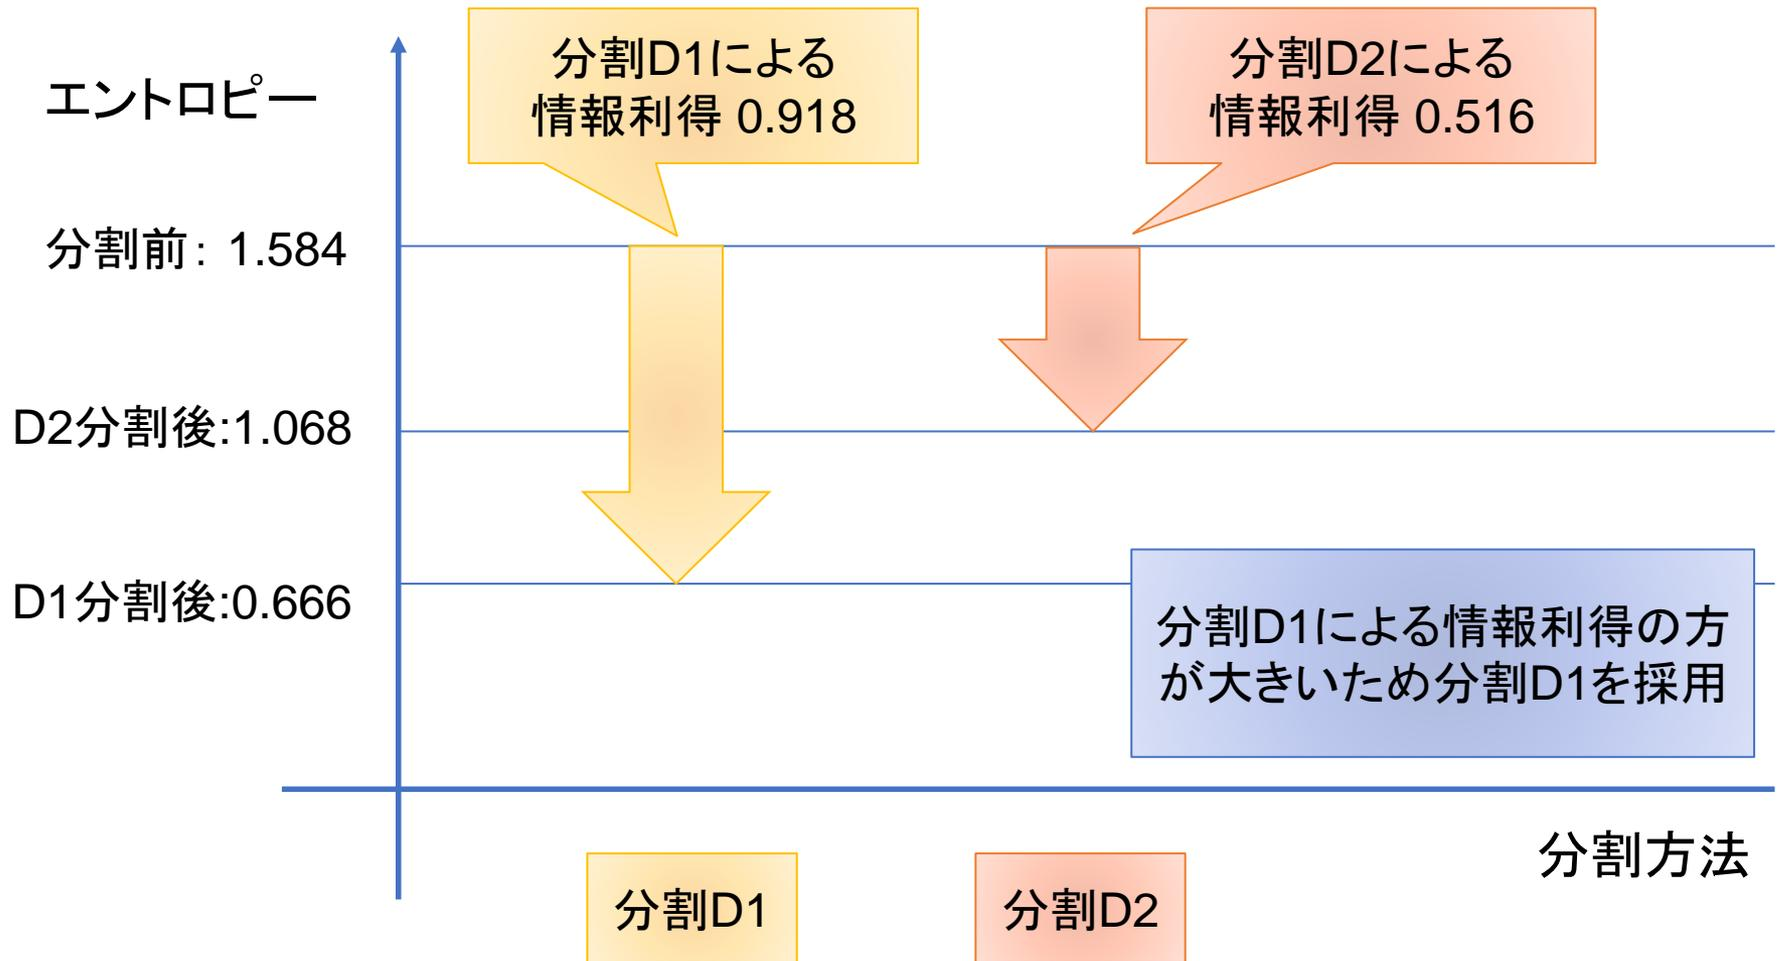 分割D1による
情報利得 0.918
分割D2による
情報利得 0.516
エントロピー
分割前： 1.584
D2分割後:1.068
D1分割後:0.666
分割D1による情報利得の方
が大きいため分割D1を採用
分割方法
分割D1
分割D2